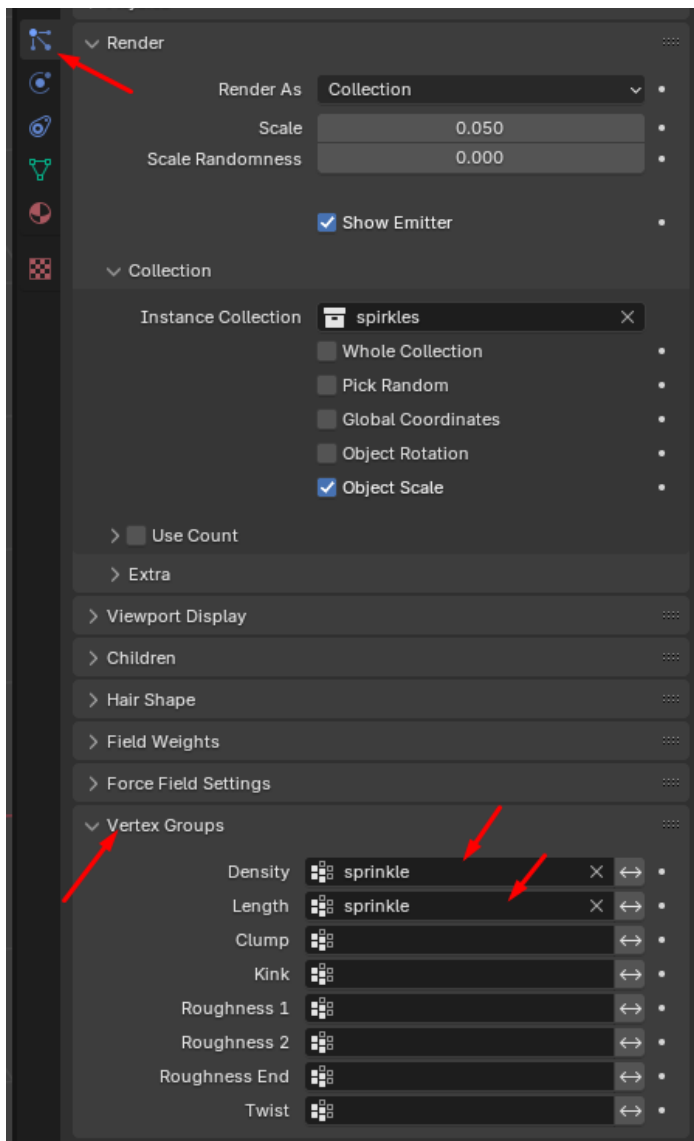 Render
Render As Collection
Scale 0.050
Scale Randomness 0.000
Show Emitter
Collection
Instance Collection spirkles
Whole Collection
Pick Random
Global Coordinates
Object Rotation
Object Scale
Use Count
Extra
Viewport Display
Children
Hair Shape
Field Weights
Force Field Settings
Vertex Groups
Density sprinkle
Length sprinkle
Clump
Kink
Roughness 1
Roughness 2
Roughness End
Twist